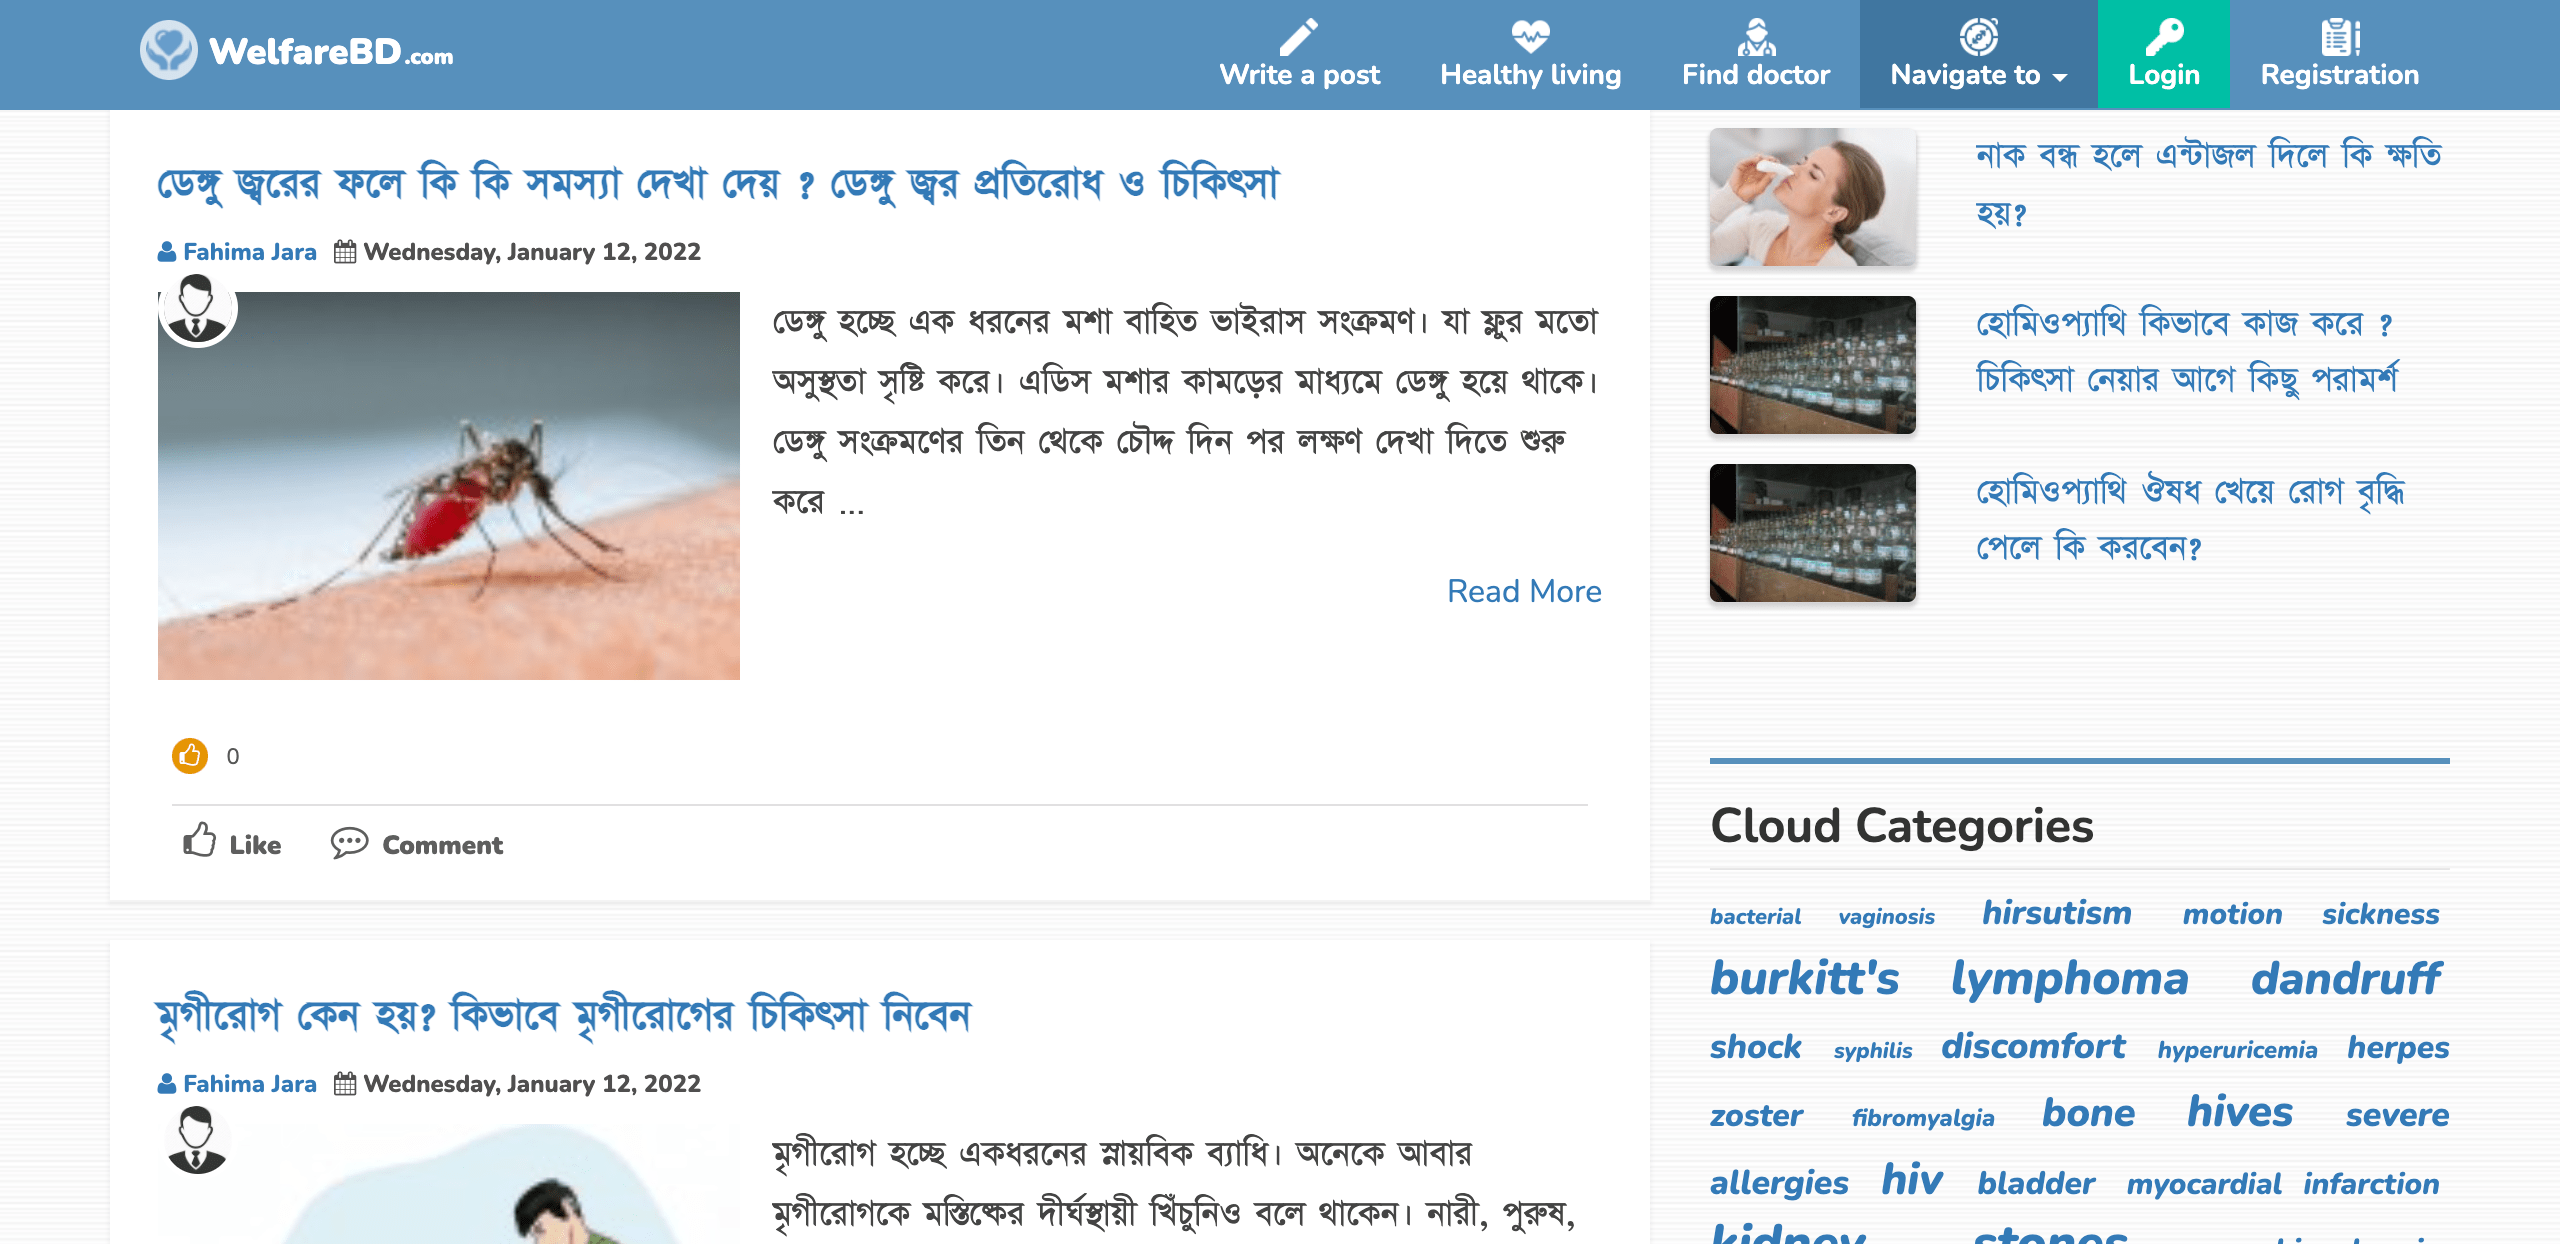 WelfareBD.com
Write a post
Healthy living
Find doctor
Navigate to
Login
Registration
ডেঙ্গু জ্বরের ফলে কি কি সমস্যা দেখা দেয় ? ডেঙ্গু জ্বর প্রতিরোধ ও চিকিৎসা
Fahima Jara Wednesday, January 12, 2022
ডেঙ্গু হচ্ছে এক ধরনের মশা বাহিত ভাইরাস সংক্রমণ। যা ফ্লুর মতো
অসুস্থতা সৃষ্টি করে। এডিস মশার কামড়ের মাধ্যমে ডেঙ্গু হয়ে থাকে।
ডেঙ্গু সংক্রমণের তিন থেকে চৌদ্দ দিন পর লক্ষণ দেখা দিতে শুরু
করে ...
Read More
0
Like Comment
মৃগীরোগ কেন হয়? কিভাবে মৃগীরোগের চিকিৎসা নিবেন
Fahima Jara Wednesday, January 12, 2022
মৃগীরোগ হচ্ছে একধরনের স্নায়বিক ব্যাধি। অনেকে আবার
মৃগীরোগকে মস্তিষ্কের দীর্ঘস্থায়ী খিঁচুনিও বলে থাকেন। নারী, পুরুষ,
নাক বন্ধ হলে এন্টাজল দিলে কি ক্ষতি
হয়?
হোমিওপ্যাথি কিভাবে কাজ করে ?
চিকিৎসা নেয়ার আগে কিছু পরামর্শ
হোমিওপ্যাথি ঔষধ খেয়ে রোগ বৃদ্ধি
পেলে কি করবেন?
Cloud Categories
bacterial vaginosis hirsutism motion sickness
burkitt's lymphoma dandruff
shock syphilis discomfort hyperuricemia herpes
zoster fibromyalgia bone hives severe
allergies hiv bladder myocardial infarction
kidney stones